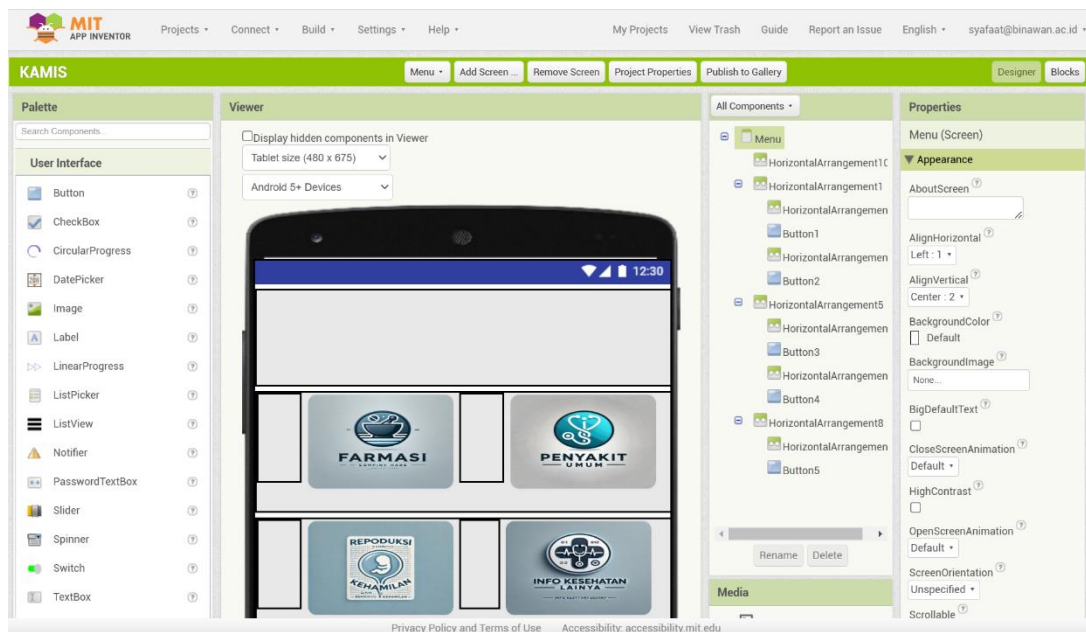 MIT
APP INVENTOR
Projects
Connect
Build
Settings
Help
My Projects
View Trash
Guide
Report an Issue
English
syafaat@binawan.ac.id
KAMIS
Menu
Add Screen ...
Remove Screen
Project Properties
Publish to Gallery
Designer
Blocks
Palette
Search Components...
User Interface
Button
CheckBox
CircularProgress
DatePicker
Image
Label
LinearProgress
ListPicker
ListView
Notifier
PasswordTextBox
Slider
Spinner
Switch
TextBox
Viewer
Display hidden components in Viewer
Tablet size (480 x 675)
Android 5+ Devices
12:30
FARMASI
PENYAKIT
UMUM
REPODUKSI
KEHAMILAN
INFO KESEHATAN
LAINYA
All Components
Menu
HorizontalArrangement10
HorizontalArrangement1
HorizontalArrangemen
Button1
HorizontalArrangemen
Button2
HorizontalArrangement5
HorizontalArrangemen
Button3
HorizontalArrangemen
Button4
HorizontalArrangement8
HorizontalArrangemen
Button5
Rename
Delete
Media
Properties
Menu (Screen)
Appearance
AboutScreen
AlignHorizontal
Left : 1
AlignVertical
Center : 2
BackgroundColor
Default
BackgroundImage
None...
BigDefaultText
CloseScreenAnimation
Default
HighContrast
OpenScreenAnimation
Default
ScreenOrientation
Unspecified
Scrollable
Privacy Policy and Terms of Use
Accessibility: accessibility.mit.edu